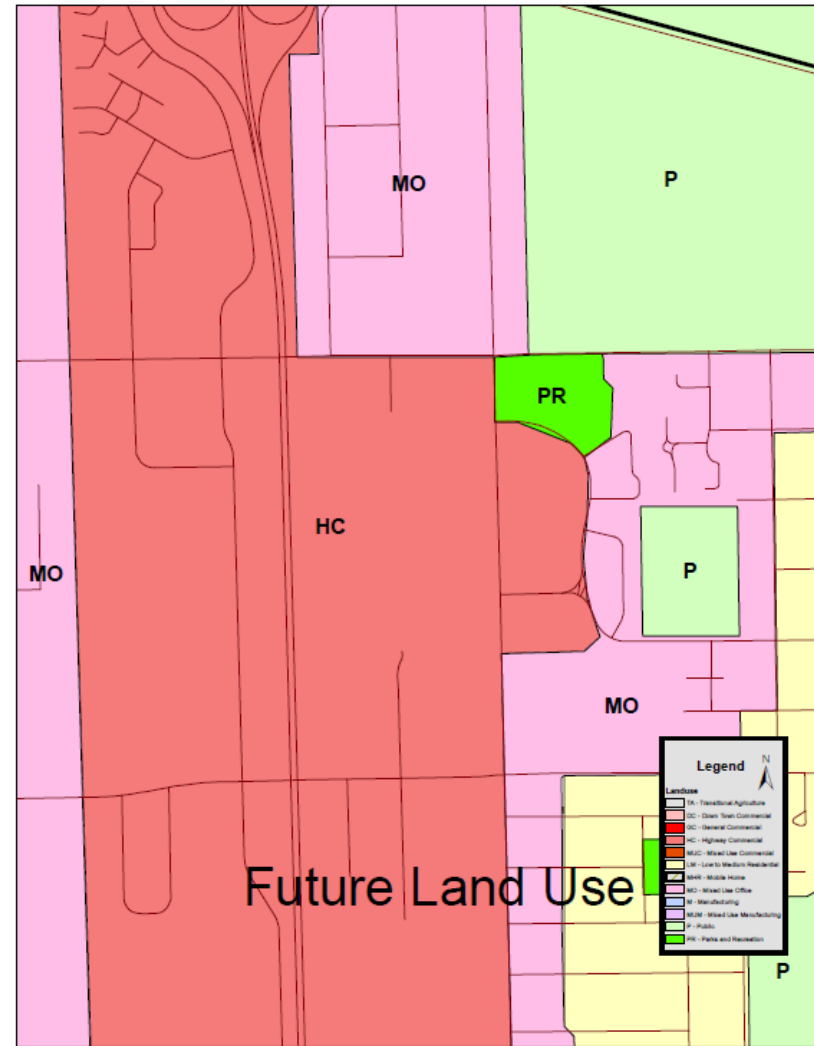 MO
P
PR
HC
MO
P
MO
Legend
N
Landuse
TA - Transitional Agriculture
DC - Down Town Commercial
GC - General Commercial
HC - Highway Commercial
MUC - Mixed Use Commercial
LM - Low to Medium Residential
MHR - Mobile Home
MO - Mixed Use Office
M - Manufacturing
MUM - Mixed Use Manufacturing
P - Public
PR - Parks and Recreation
Future Land Use
P